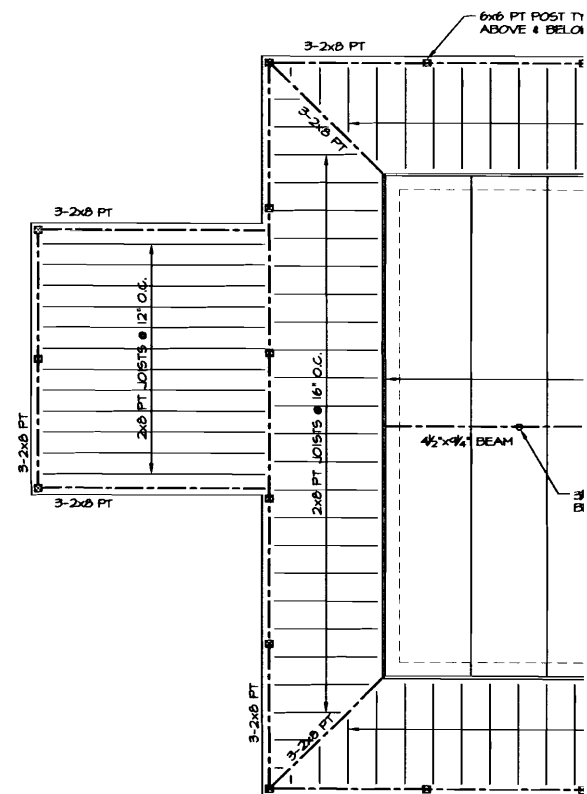 6x6 PT POST
ABOVE &
3-2x8 PT
3-2x8 PT
3-2x8 PT
2x8 PT JOISTS @ 12" O.C.
2x8 PT JOISTS @ 16" O.C.
4½"x9¼" BEAM
3-2x8 PT
3-2x8 PT
3-2x8 PT
3-2x8 PT